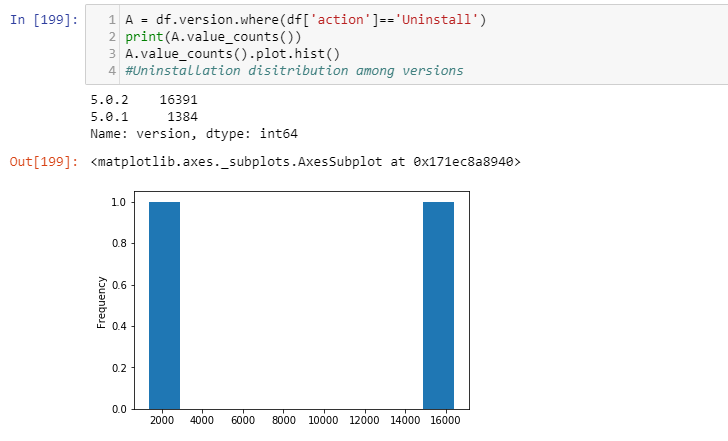 In [199]:
1 A = df.version.where(df['action']=='Uninstall')
2 print(A.value_counts())
3 A.value_counts().plot.hist()
4 #Uninstallation disitribution among versions
5.0.2    16391
5.0.1     1384
Name: version, dtype: int64
Out[199]: <matplotlib.axes._subplots.AxesSubplot at 0x171ec8a8940>
1.0
0.8
0.6
0.4
0.2
0.0
Frequency
2000 4000 6000 8000 10000 12000 14000 16000